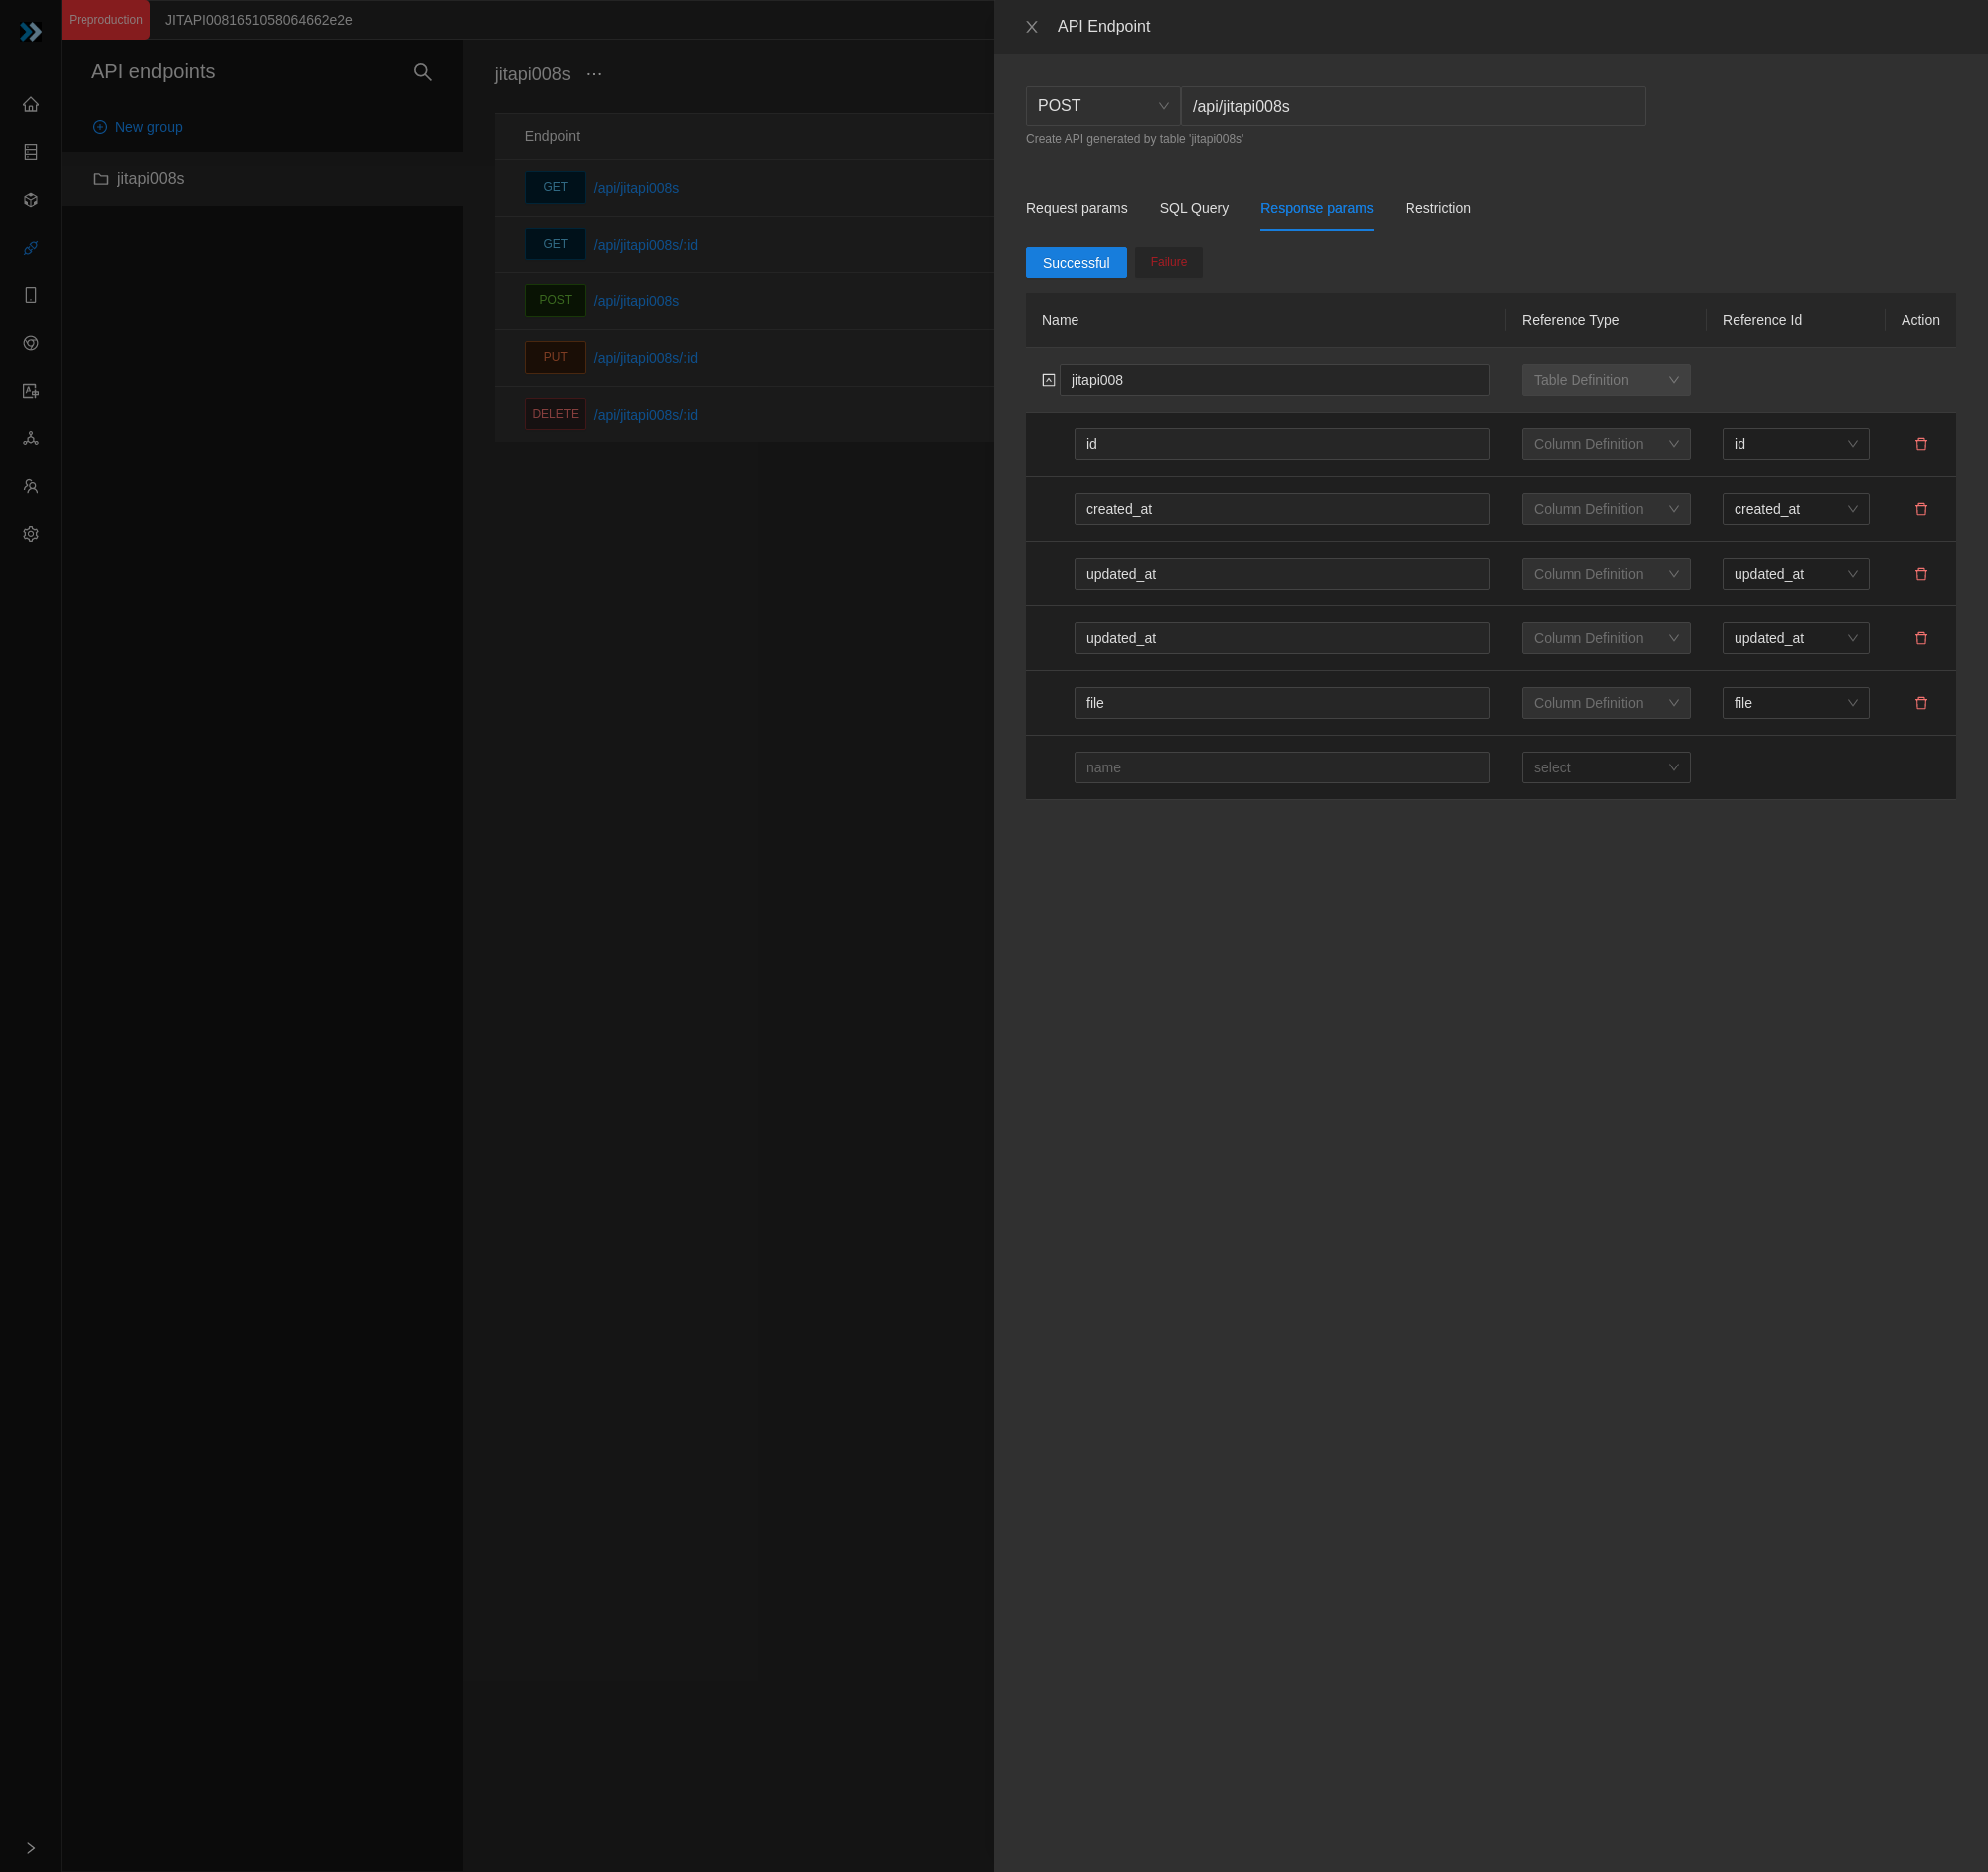 Preproduction
JITAPI0081651058064662e2e
API endpoints
New group
jitapi008s
jitapi008s ···
Endpoint
GET /api/jitapi008s
GET /api/jitapi008s/:id
POST /api/jitapi008s
PUT /api/jitapi008s/:id
DELETE /api/jitapi008s/:id
API Endpoint
POST /api/jitapi008s
Create API generated by table 'jitapi008s'
Request params SQL Query Response params Restriction
Successful Failure
Name Reference Type Reference Id Action
jitapi008 Table Definition
id Column Definition id
created_at Column Definition created_at
updated_at Column Definition updated_at
updated_at Column Definition updated_at
file Column Definition file
name select